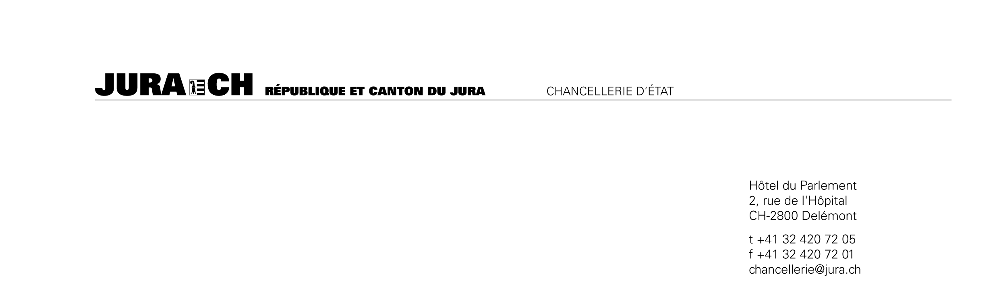 JURA CH RÉPUBLIQUE ET CANTON DU JURA CHANCELLERIE D’ÉTAT
Hôtel du Parlement
2, rue de l'Hôpital
CH-2800 Delémont
t +41 32 420 72 05
f +41 32 420 72 01
chancellerie@jura.ch